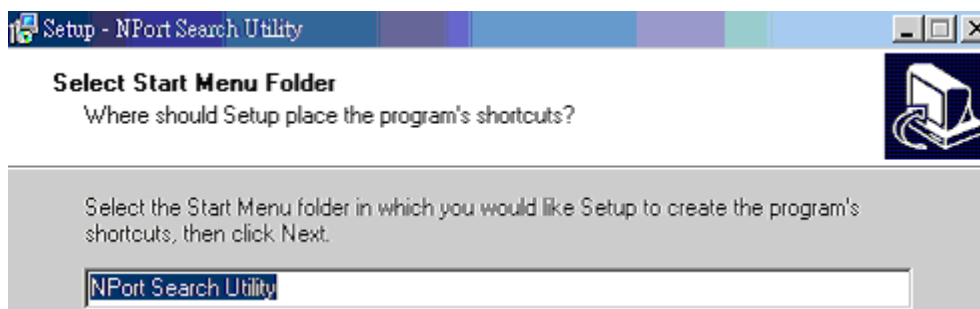 Setup - NPort Search Utility
Select Start Menu Folder
Where should Setup place the program's shortcuts?
Select the Start Menu folder in which you would like Setup to create the program's
shortcuts, then click Next.
NPort Search Utility